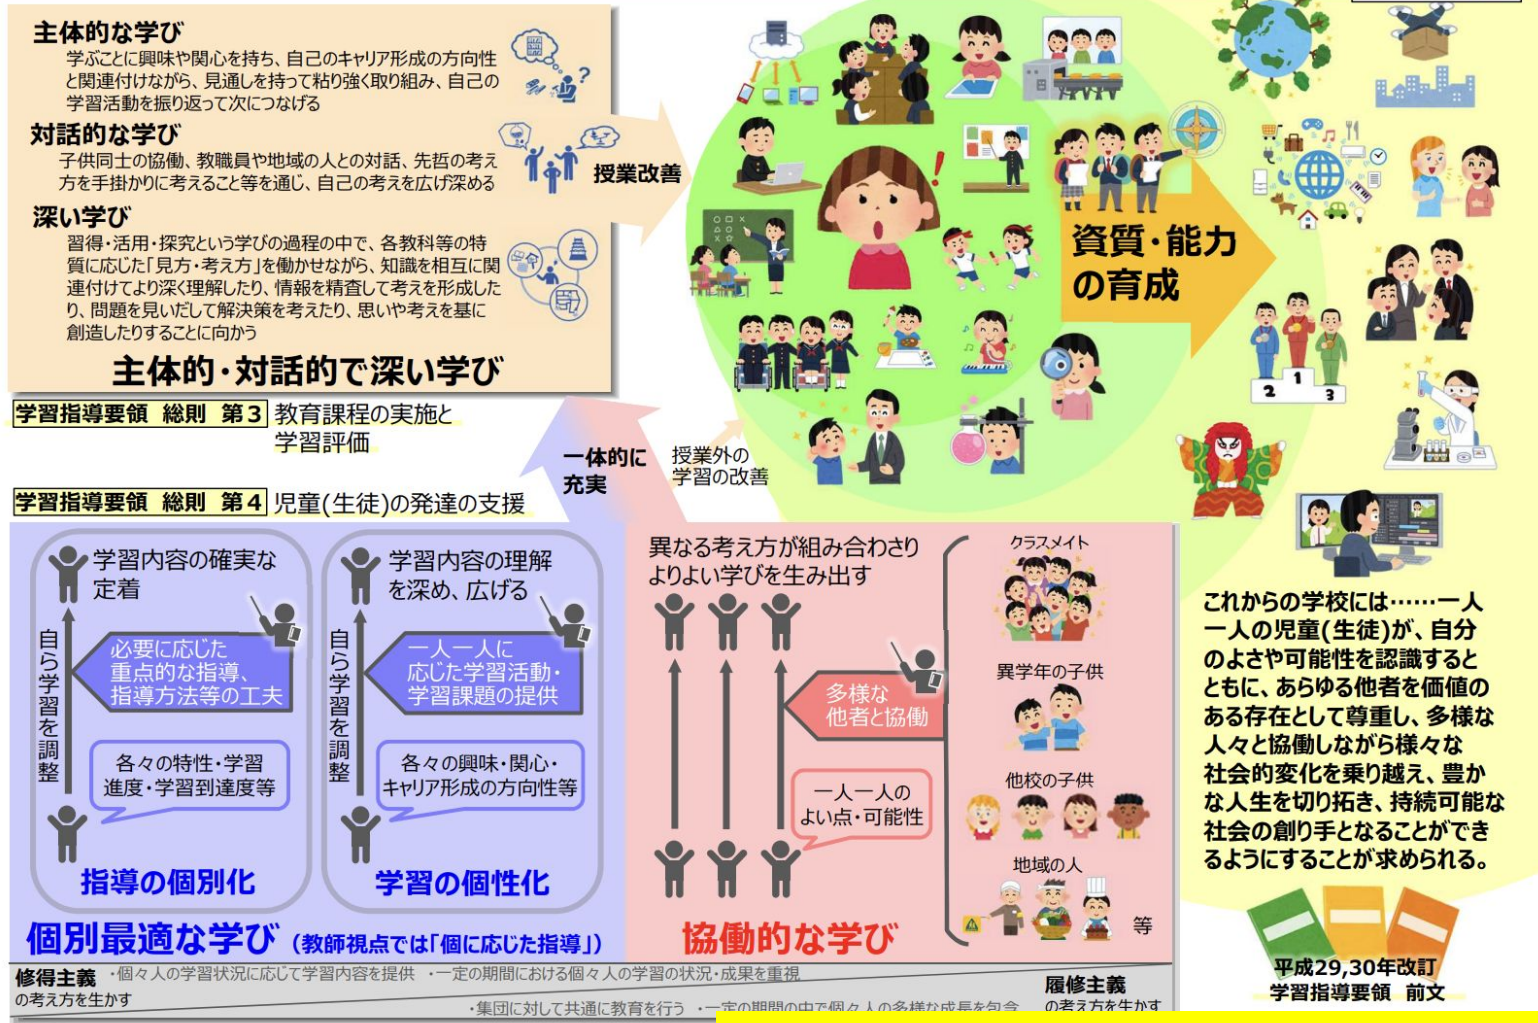 主体的な学び
学ぶことに興味や関心を持ち、自己のキャリア形成の方向性
と関連付けながら、見通しを持って粘り強く取り組み、自己の
学習活動を振り返って次につなげる
対話的な学び
子供同士の協働、教職員や地域の人との対話、先哲の考え
方を手掛かりに考えること等を通じ、自己の考えを広げ深める
深い学び
習得・活用・探究という学びの過程の中で、各教科等の特
質に応じた「見方・考え方」を働かせながら、知識を相互に関
連付けてより深く理解したり、情報を精査して考えを形成した
り、問題を見いだして解決策を考えたり、思いや考えを基に
創造したりすることに向かう
主体的・対話的で深い学び
授業改善
資質・能力
の育成
2
1
3
学習指導要領 総則 第3 教育課程の実施と
学習評価
一体的に
充実
授業外の
学習の改善
学習指導要領 総則 第4 児童(生徒)の発達の支援
学習内容の確実な
定着
自ら学習を調整
必要に応じた
重点的な指導、
指導方法等の工夫
各々の特性・学習
進度・学習到達度等
指導の個別化
学習内容の理解
を深め、広げる
自ら学習を調整
一人一人に
応じた学習活動・
学習課題の提供
各々の興味・関心・
キャリア形成の方向性等
学習の個性化
個別最適な学び (教師視点では「個に応じた指導」)
異なる考え方が組み合わさり
よりよい学びを生み出す
多様な
他者と協働
一人一人の
よい点・可能性
協働的な学び
クラスメイト
異学年の子供
他校の子供
地域の人
等
修得主義
の考え方を生かす
・個々人の学習状況に応じて学習内容を提供 ・一定の期間における個々人の学習の状況・成果を重視
・集団に対して共通に教育を行う ・一定の期間の中で個々人の多様な成長を包含
履修主義
の考え方を生かす
これからの学校には……一人
一人の児童(生徒)が、自分
のよさや可能性を認識すると
ともに、あらゆる他者を価値の
ある存在として尊重し、多様な
人々と協働しながら様々な
社会的変化を乗り越え、豊か
な人生を切り拓き、持続可能な
社会の創り手となることができ
るようにすることが求められる。
平成29,30年改訂
学習指導要領 前文